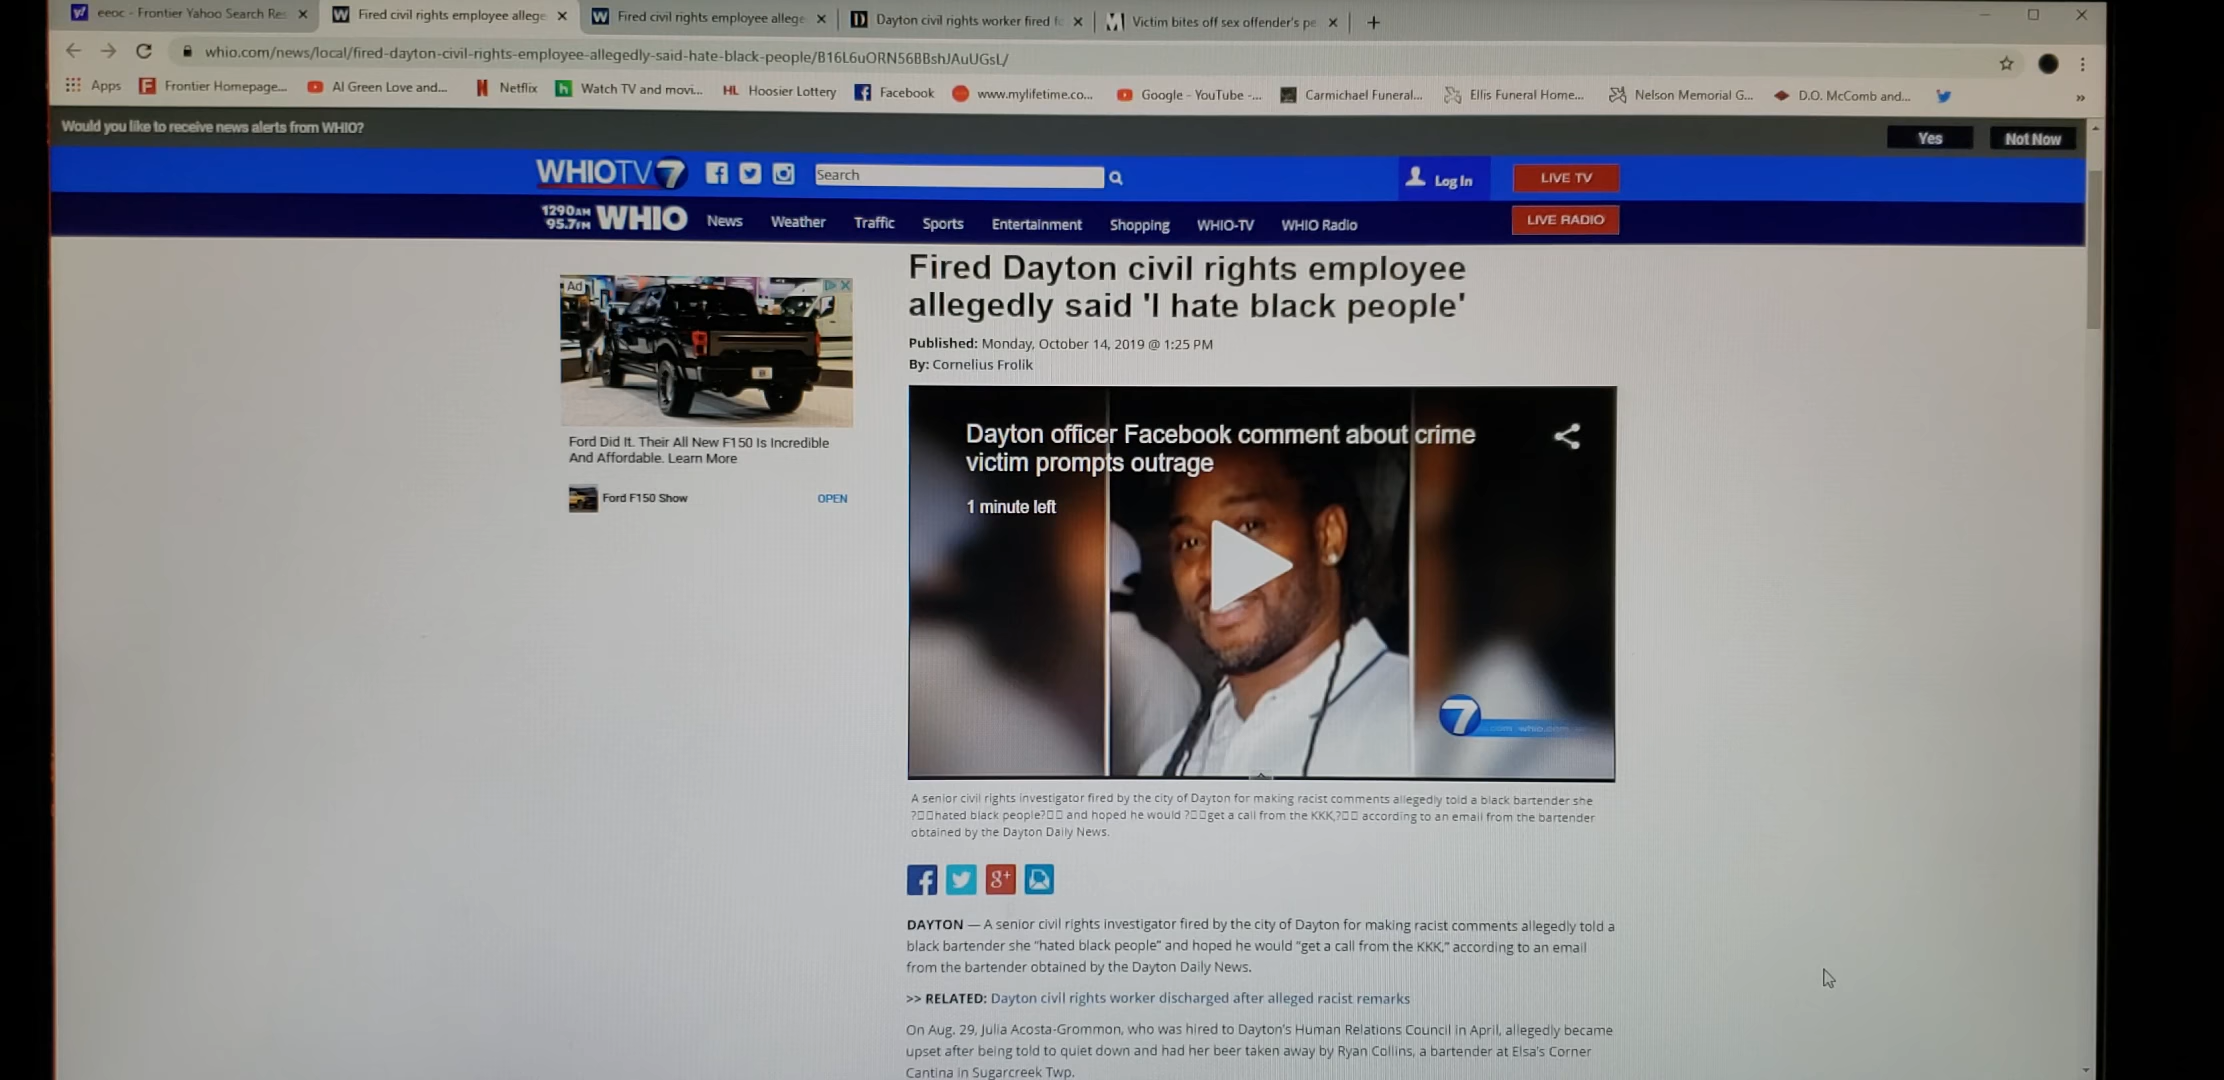 eeoc - Frontier Yahoo Search Res
Fired civil rights employee allege
Fired civil rights employee allege
Dayton civil rights worker fired fo
Victim bites off sex offender's pe
whio.com/news/local/fired-dayton-civil-rights-employee-allegedly-said-hate-black-people/B16L6uORN56BBshJAuUGsL/
Apps
Frontier Homepage...
Al Green Love and...
Netflix
Watch TV and movi...
HL Hoosier Lottery
Facebook
www.mylifetime.co...
Google - YouTube -...
Carmichael Funeral...
Ellis Funeral Home...
Nelson Memorial G...
D.O. McComb and...
»
Would you like to receive news alerts from WHIO?
Yes
Not Now
WHIOTV 7
Search
Log In
LIVE TV
1290AM
95.7FM WHIO
News
Weather
Traffic
Sports
Entertainment
Shopping
WHIO-TV
WHIO Radio
LIVE RADIO
Fired Dayton civil rights employee
allegedly said 'I hate black people'
Published: Monday, October 14, 2019 @ 1:25 PM
By: Cornelius Frolik
Ad
Ford Did It. Their All New F150 Is Incredible
And Affordable. Learn More
Ford F150 Show
OPEN
Dayton officer Facebook comment about crime
victim prompts outrage
1 minute left
7
.com whio.com
A senior civil rights investigator fired by the city of Dayton for making racist comments allegedly told a black bartender she
?□□hated black people?□□ and hoped he would ?□□get a call from the KKK,?□□ according to an email from the bartender
obtained by the Dayton Daily News.
DAYTON — A senior civil rights investigator fired by the city of Dayton for making racist comments allegedly told a
black bartender she "hated black people" and hoped he would "get a call from the KKK," according to an email
from the bartender obtained by the Dayton Daily News.
>> RELATED: Dayton civil rights worker discharged after alleged racist remarks
On Aug. 29, Julia Acosta-Grommon, who was hired to Dayton's Human Relations Council in April, allegedly became
upset after being told to quiet down and had her beer taken away by Ryan Collins, a bartender at Elsa's Corner
Cantina in Sugarcreek Twp.